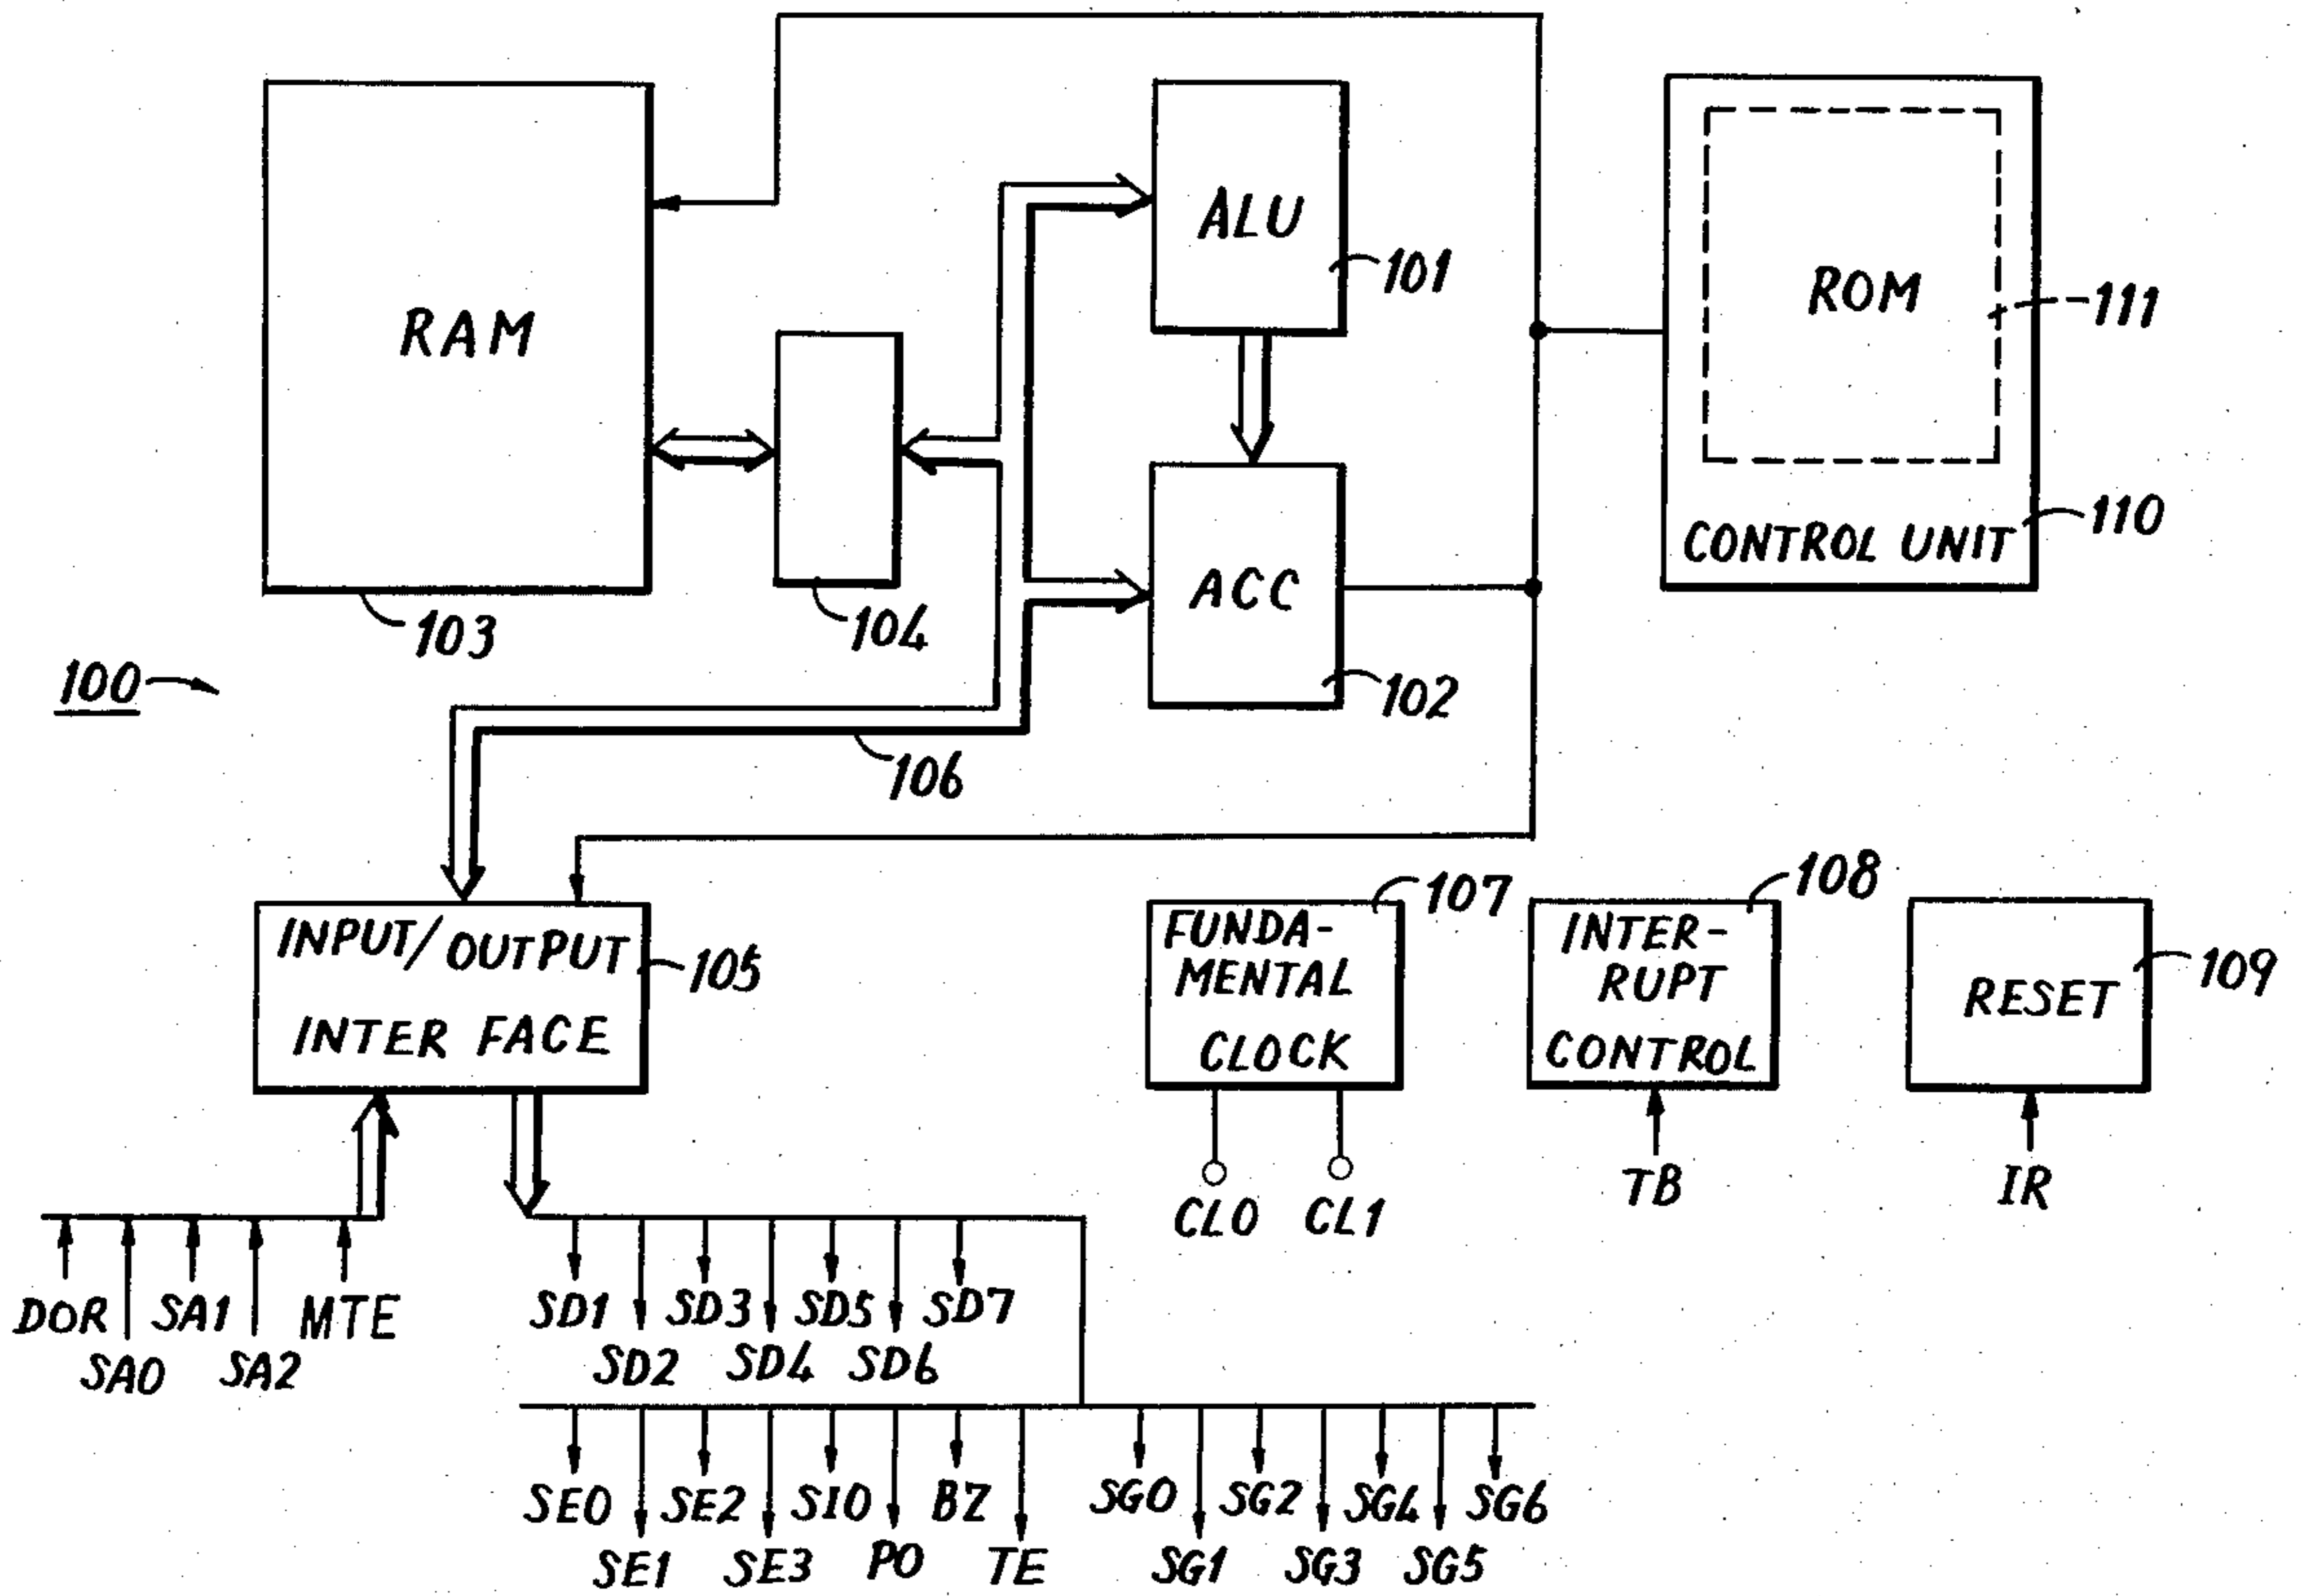 RAM
103
104
ALU
101
ACC
102
ROM
111
CONTROL UNIT
110
100
106
INPUT/OUTPUT
INTER FACE
105
FUNDA-
MENTAL
CLOCK
107
CL0
CL1
INTER-
RUPT
CONTROL
108
TB
RESET
109
IR
DOR
SA0
SA1
SA2
MTE
SD1
SD2
SD3
SD4
SD5
SD6
SD7
SE0
SE1
SE2
SE3
SI0
PO
BZ
TE
SG0
SG1
SG2
SG3
SG4
SG5
SG6